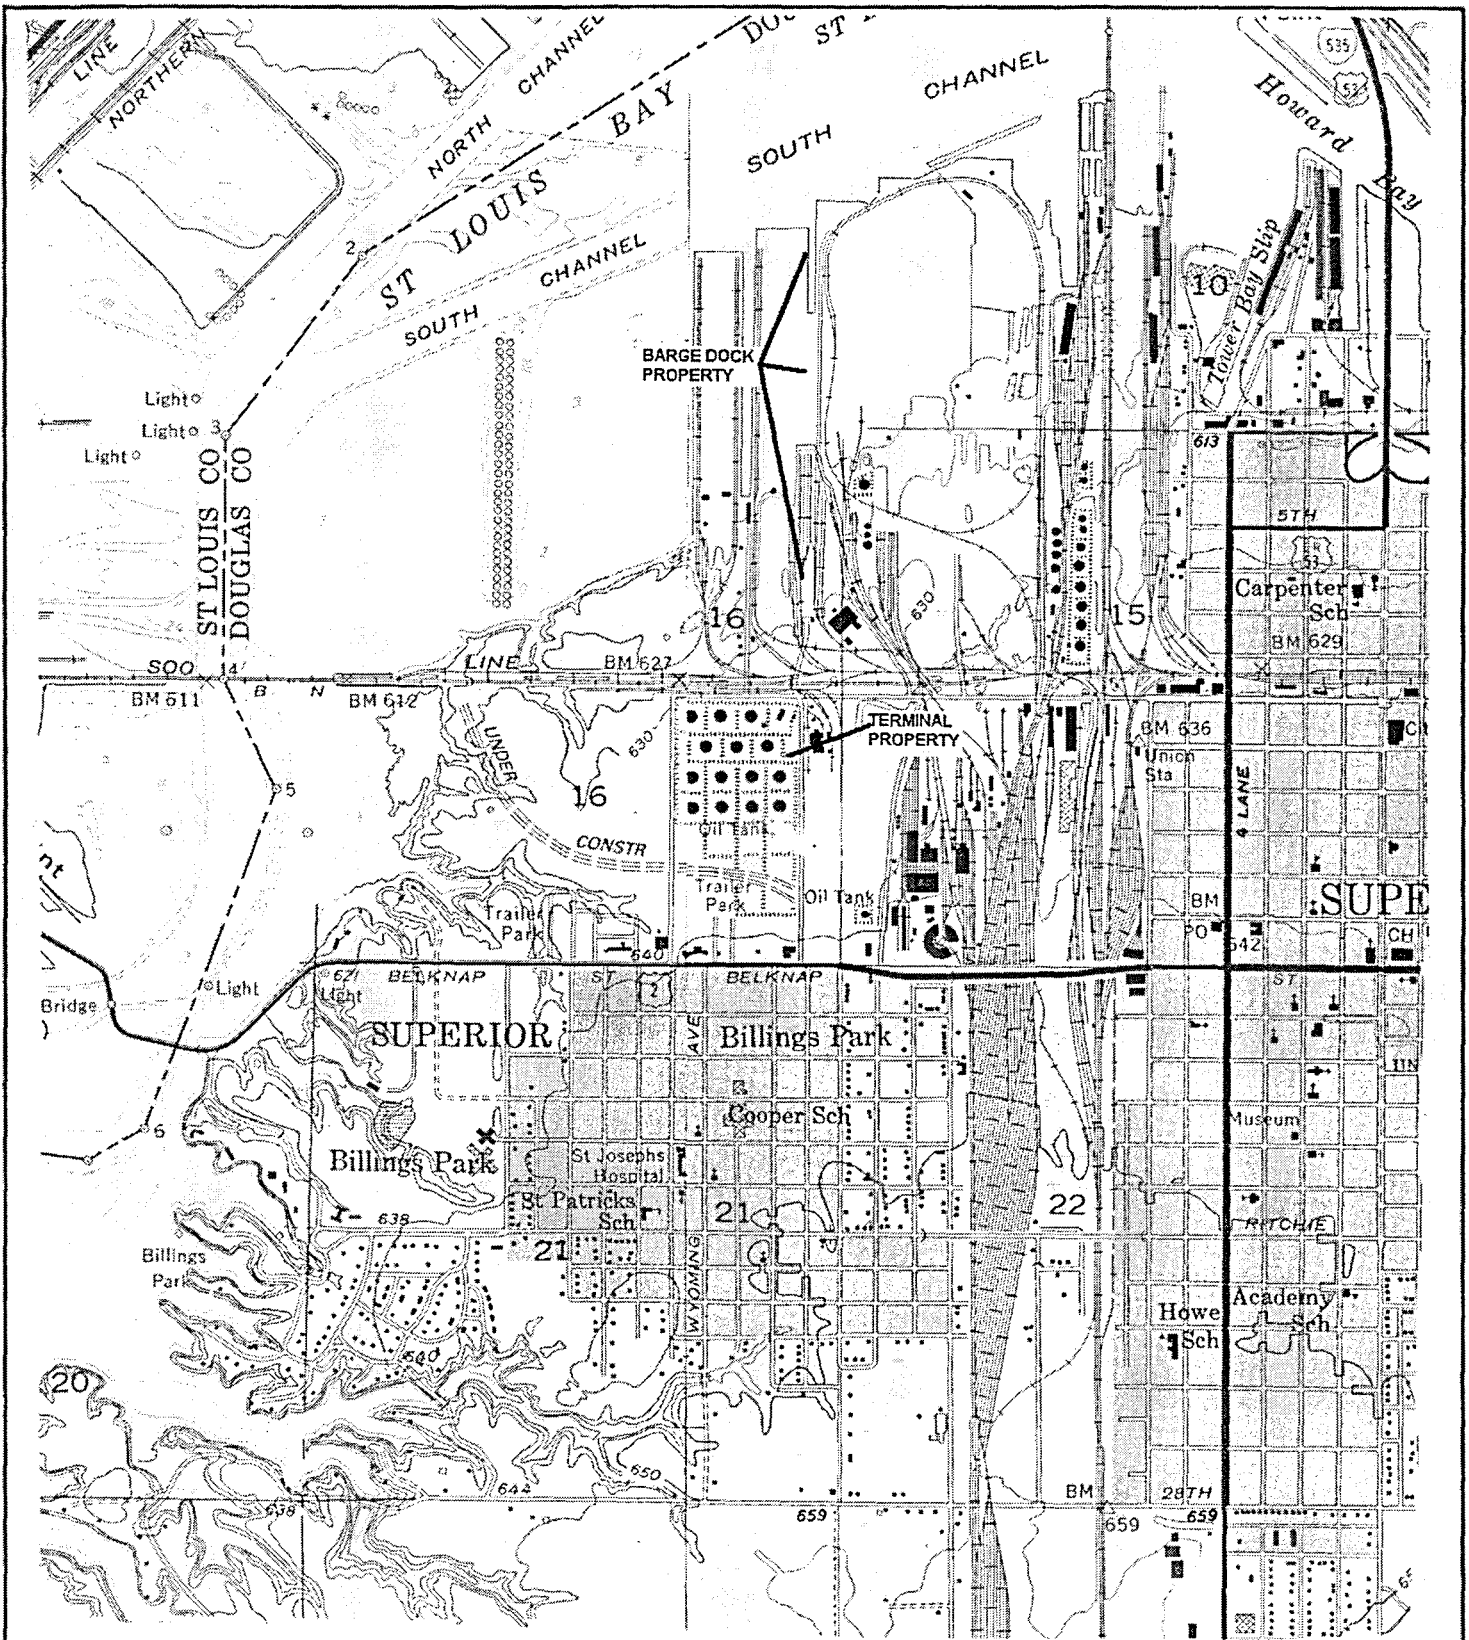 LINE
NORTHERN
NORTH CHANNEL
ST LOUIS BAY
SOUTH CHANNEL
SOUTH CHANNEL
535
53
Howard
Bay
2
10
Tower Bay Slip
BARGE DOCK
PROPERTY
Light
Light
3
Light
613
ST LOUIS CO
DOUGLAS CO
5TH
53
Carpenter
Sch
16
630
15
BM 629
SOO
4
LINE
BM 627
BM 611
B N
BM 612
TERMINAL
PROPERTY
BM 636
Union
Sta
630
UNDER
CONSTR
16
5
4 LANE
Oil Tank
Trailer
Park
Oil Tank
Trailer
Park
BM
SUPE
PO
642
CH
640
621
Light
BELKNAP
ST
2
BELKNAP
ST
Light
Bridge
SUPERIOR
AVE
Billings Park
Cooper Sch
Museum
6
Billings Park
St Josephs
Hospital
St Patricks
Sch
21
22
638
RITCHIE
21
Billings
Park
WYOMING
Howe
Sch
Academy
Sch
640
20
650
644
638
659
BM
28TH
659
659